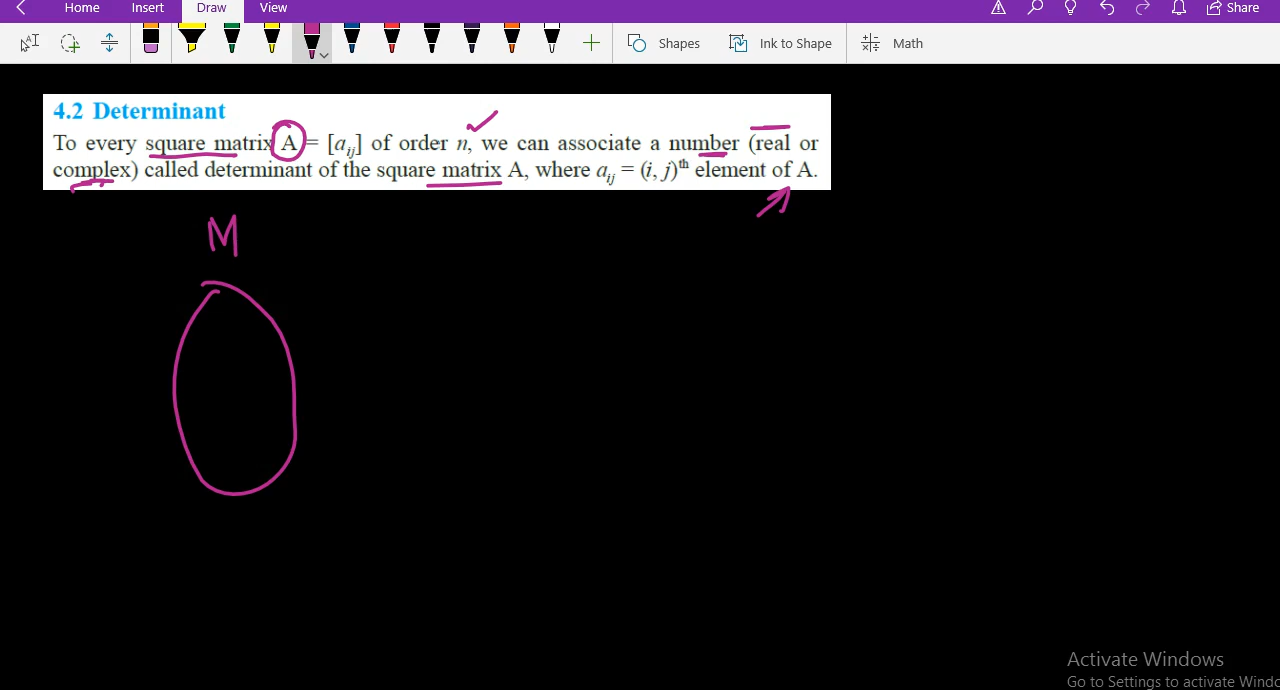 Home Insert Draw View Share
Shapes Ink to Shape Math
4.2 Determinant
To every square matrix A = [aᵢⱼ] of order n, we can associate a number (real or
complex) called determinant of the square matrix A, where aᵢⱼ = (i, j)ᵗʰ element of A.
M
Activate Windows
Go to Settings to activate Windo